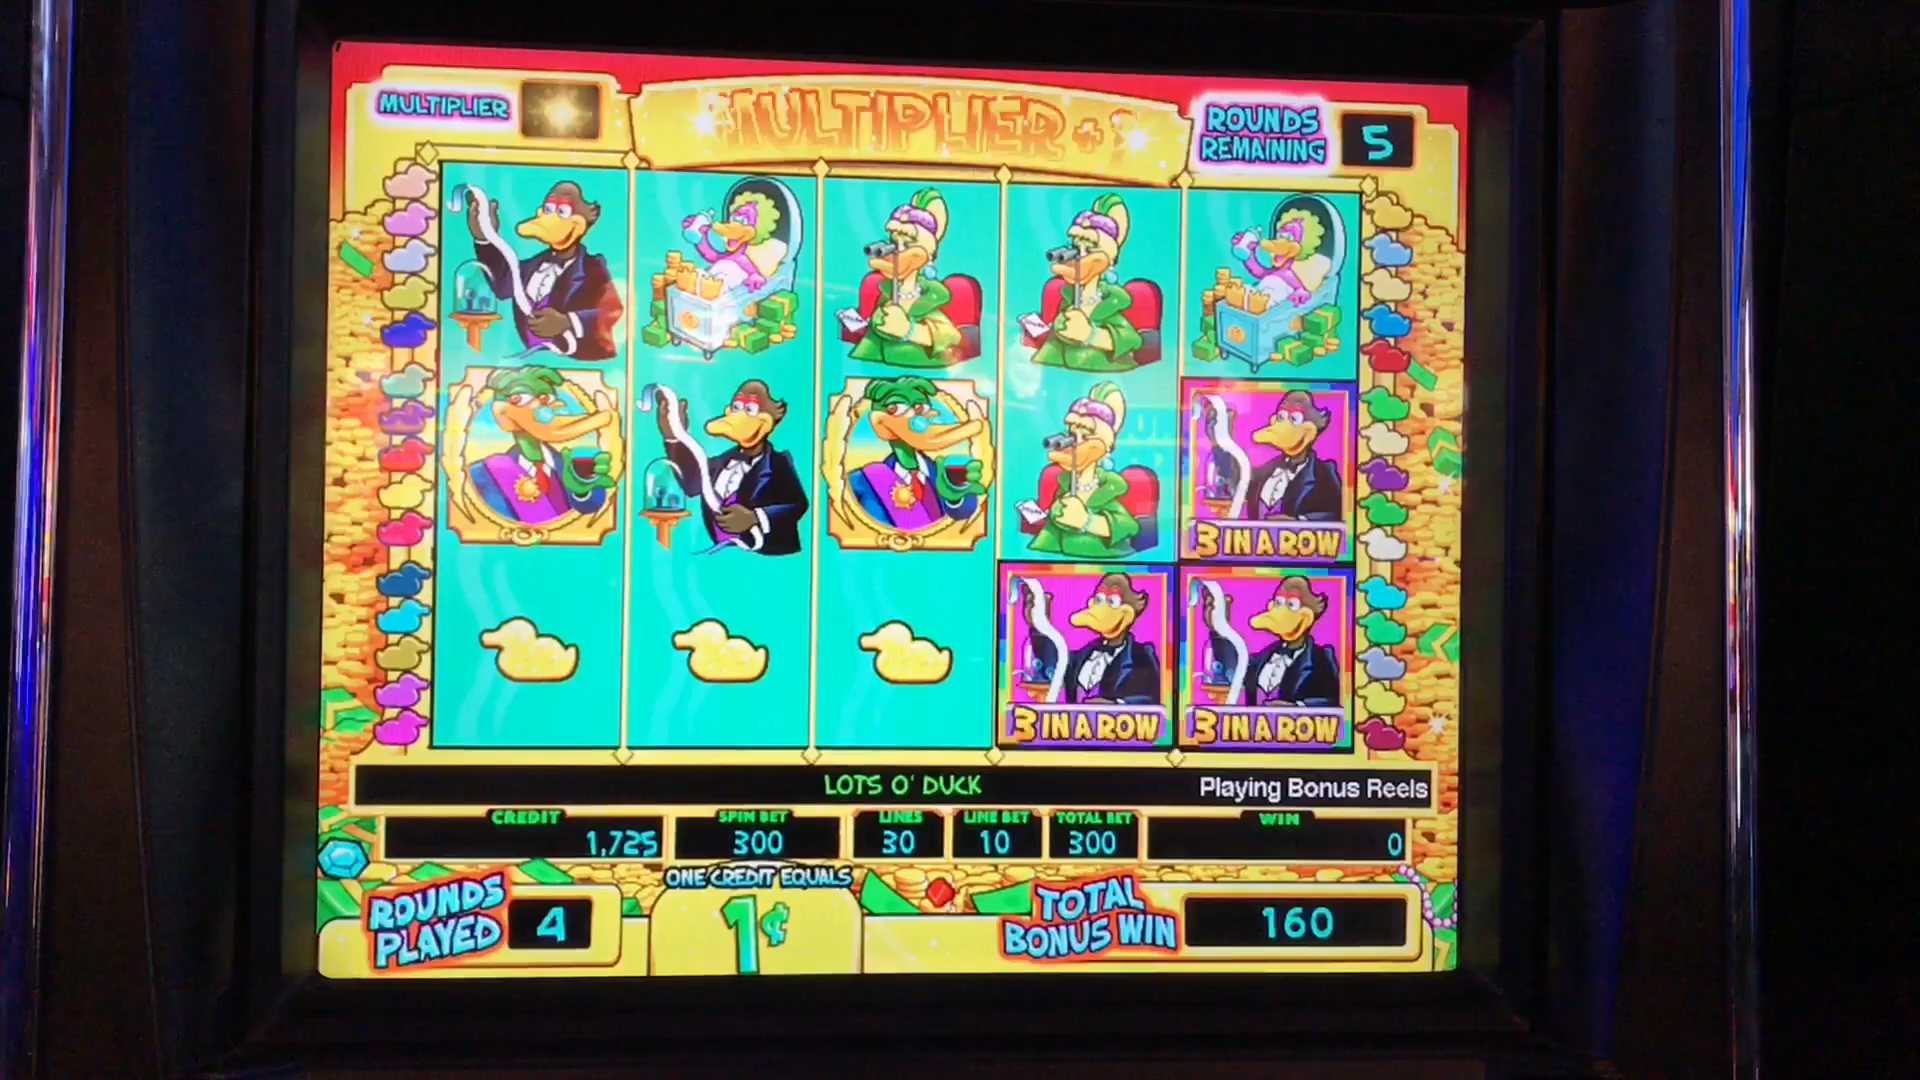 MULTIPLIER
MULTIPLIER +
ROUNDS
REMAINING
5
3 IN A ROW
3 IN A ROW
3 IN A ROW
LOTS O' DUCK
Playing Bonus Reels
CREDIT
1,725
SPIN BET
300
LINES
30
LINE BET
10
TOTAL BET
300
WIN
0
ROUNDS
PLAYED
4
ONE CREDIT EQUALS
1¢
TOTAL
BONUS WIN
160